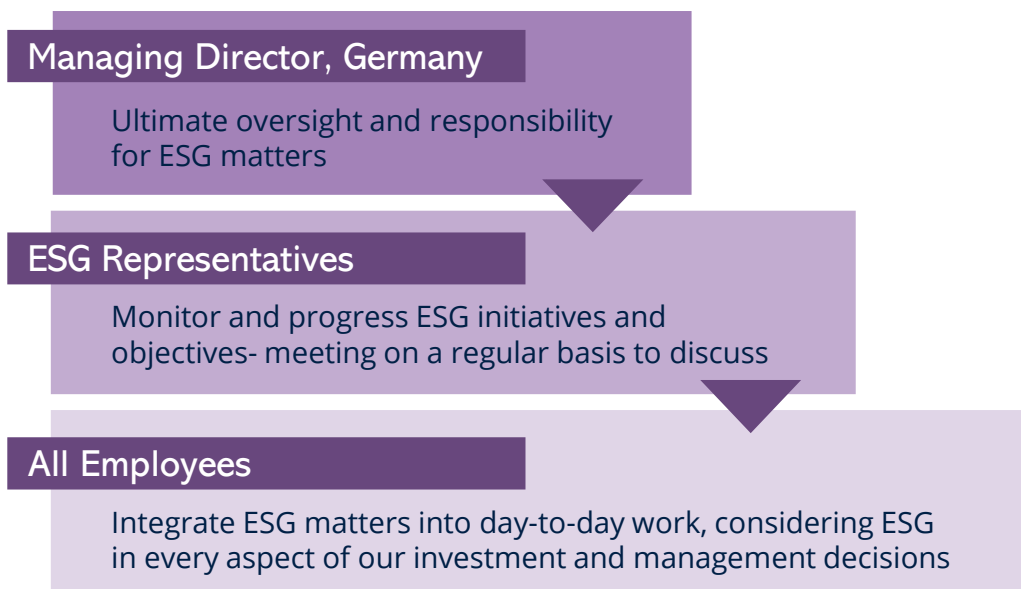 Managing Director, Germany
Ultimate oversight and responsibility
for ESG matters
ESG Representatives
Monitor and progress ESG initiatives and
objectives- meeting on a regular basis to discuss
All Employees
Integrate ESG matters into day-to-day work, considering ESG
in every aspect of our investment and management decisions